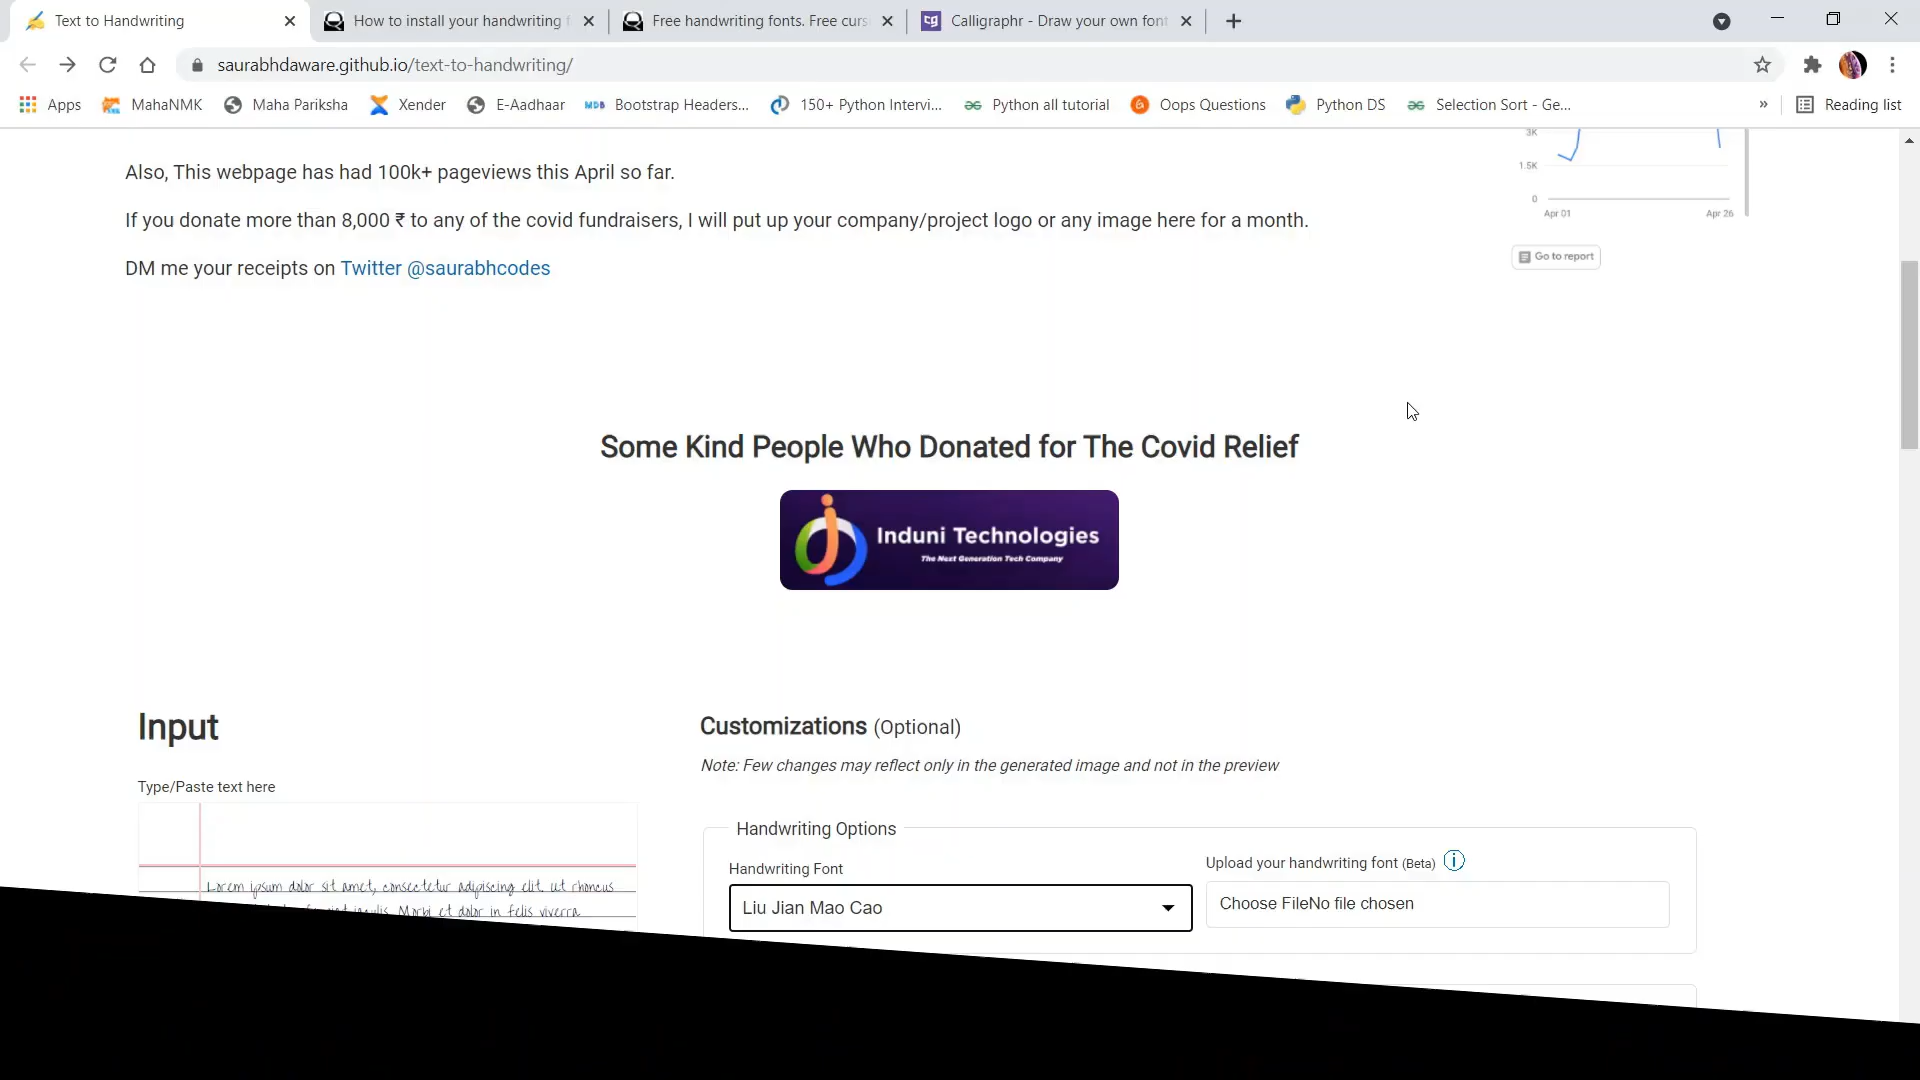 Text to Handwriting
How to install your handwriting
Free handwriting fonts. Free curs
Calligraphr - Draw your own font
saurabhdaware.github.io/text-to-handwriting/
Apps
MahaNMK
Maha Pariksha
Xender
E-Aadhaar
Bootstrap Headers...
150+ Python Intervi...
Python all tutorial
Oops Questions
Python DS
Selection Sort - Ge...
»
Reading list
3K
1.5K
0
Apr 01
Apr 26
Go to report
Also, This webpage has had 100k+ pageviews this April so far.
If you donate more than 8,000 ₹ to any of the covid fundraisers, I will put up your company/project logo or any image here for a month.
DM me your receipts on Twitter @saurabhcodes
Some Kind People Who Donated for The Covid Relief
Induni Technologies
The Next Generation Tech Company
Input
Type/Paste text here
Lorem ipsum dolor sit amet, consectetur adipiscing elit. ut rhoncus
iaculis. Morbi et dolor in felis viverra
Customizations (Optional)
Note: Few changes may reflect only in the generated image and not in the preview
Handwriting Options
Handwriting Font
Liu Jian Mao Cao
Upload your handwriting font (Beta)
Choose FileNo file chosen